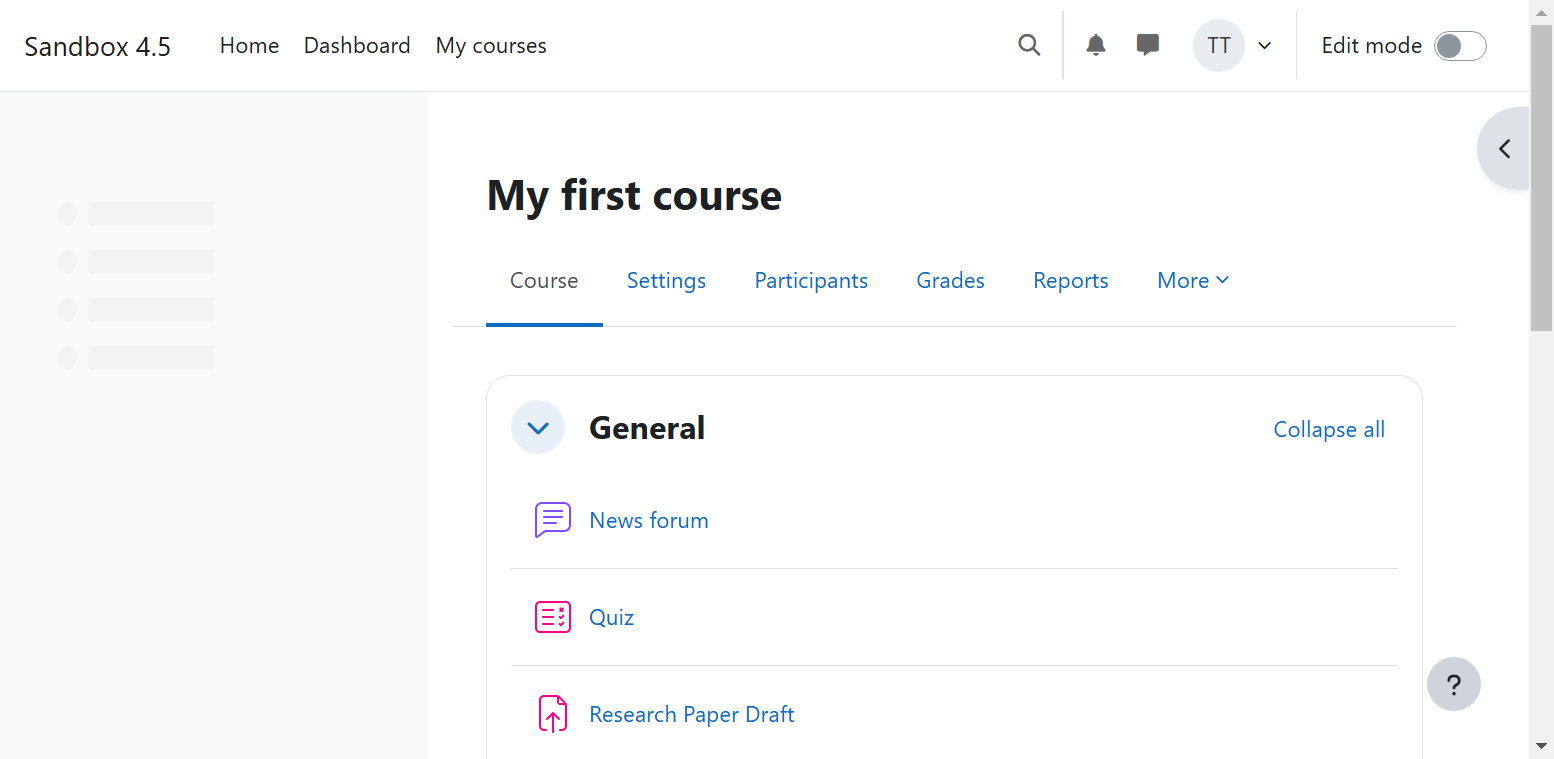 Sandbox 4.5 Home Dashboard My courses TT Edit mode
My first course
Course Settings Participants Grades Reports More
General Collapse all
News forum
Quiz
Research Paper Draft
?